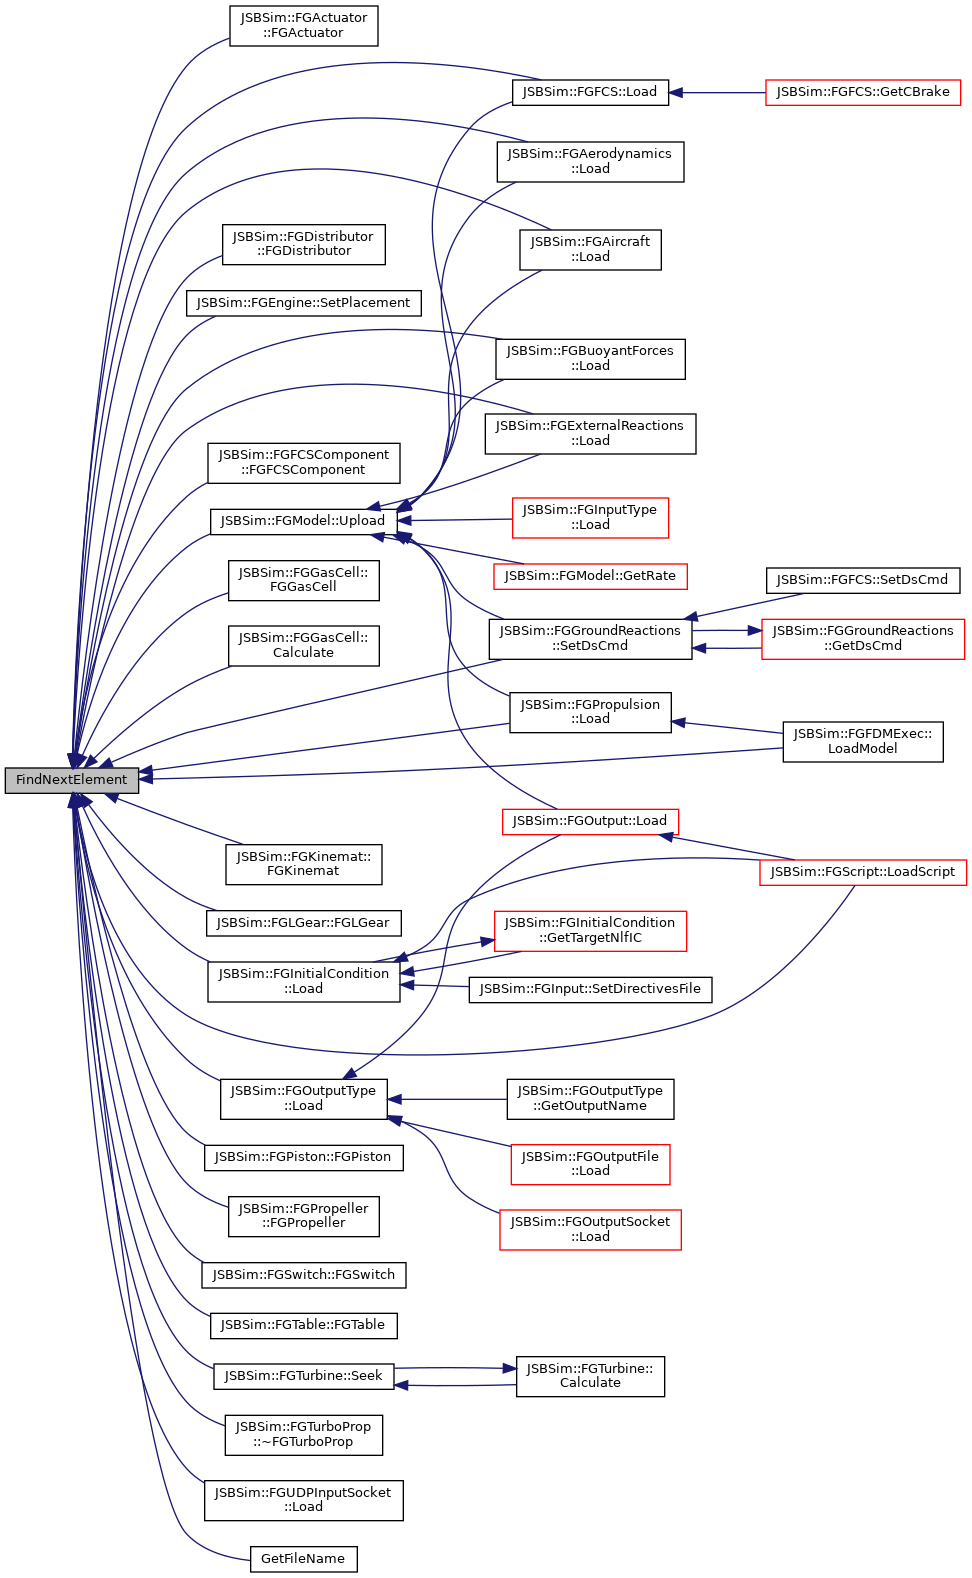 JSBSim::FGActuator
::FGActuator
JSBSim::FGFCS::Load
JSBSim::FGFCS::GetCBrake
JSBSim::FGAerodynamics
::Load
JSBSim::FGDistributor
::FGDistributor
JSBSim::FGAircraft
::Load
JSBSim::FGEngine::SetPlacement
JSBSim::FGBuoyantForces
::Load
JSBSim::FGExternalReactions
::Load
JSBSim::FGFCSComponent
::FGFCSComponent
JSBSim::FGModel::Upload
JSBSim::FGInputType
::Load
JSBSim::FGGasCell::
FGGasCell
JSBSim::FGModel::GetRate
JSBSim::FGFCS::SetDsCmd
JSBSim::FGGasCell::
Calculate
JSBSim::FGGroundReactions
::SetDsCmd
JSBSim::FGGroundReactions
::GetDsCmd
JSBSim::FGPropulsion
::Load
JSBSim::FGFDMExec::
LoadModel
FindNextElement
JSBSim::FGOutput::Load
JSBSim::FGKinemat::
FGKinemat
JSBSim::FGScript::LoadScript
JSBSim::FGLGear::FGLGear
JSBSim::FGInitialCondition
::GetTargetNlfIC
JSBSim::FGInitialCondition
::Load
JSBSim::FGInput::SetDirectivesFile
JSBSim::FGOutputType
::Load
JSBSim::FGOutputType
::GetOutputName
JSBSim::FGPiston::FGPiston
JSBSim::FGOutputFile
::Load
JSBSim::FGPropeller
::FGPropeller
JSBSim::FGOutputSocket
::Load
JSBSim::FGSwitch::FGSwitch
JSBSim::FGTable::FGTable
JSBSim::FGTurbine::Seek
JSBSim::FGTurbine::
Calculate
JSBSim::FGTurboProp
::~FGTurboProp
JSBSim::FGUDPInputSocket
::Load
GetFileName